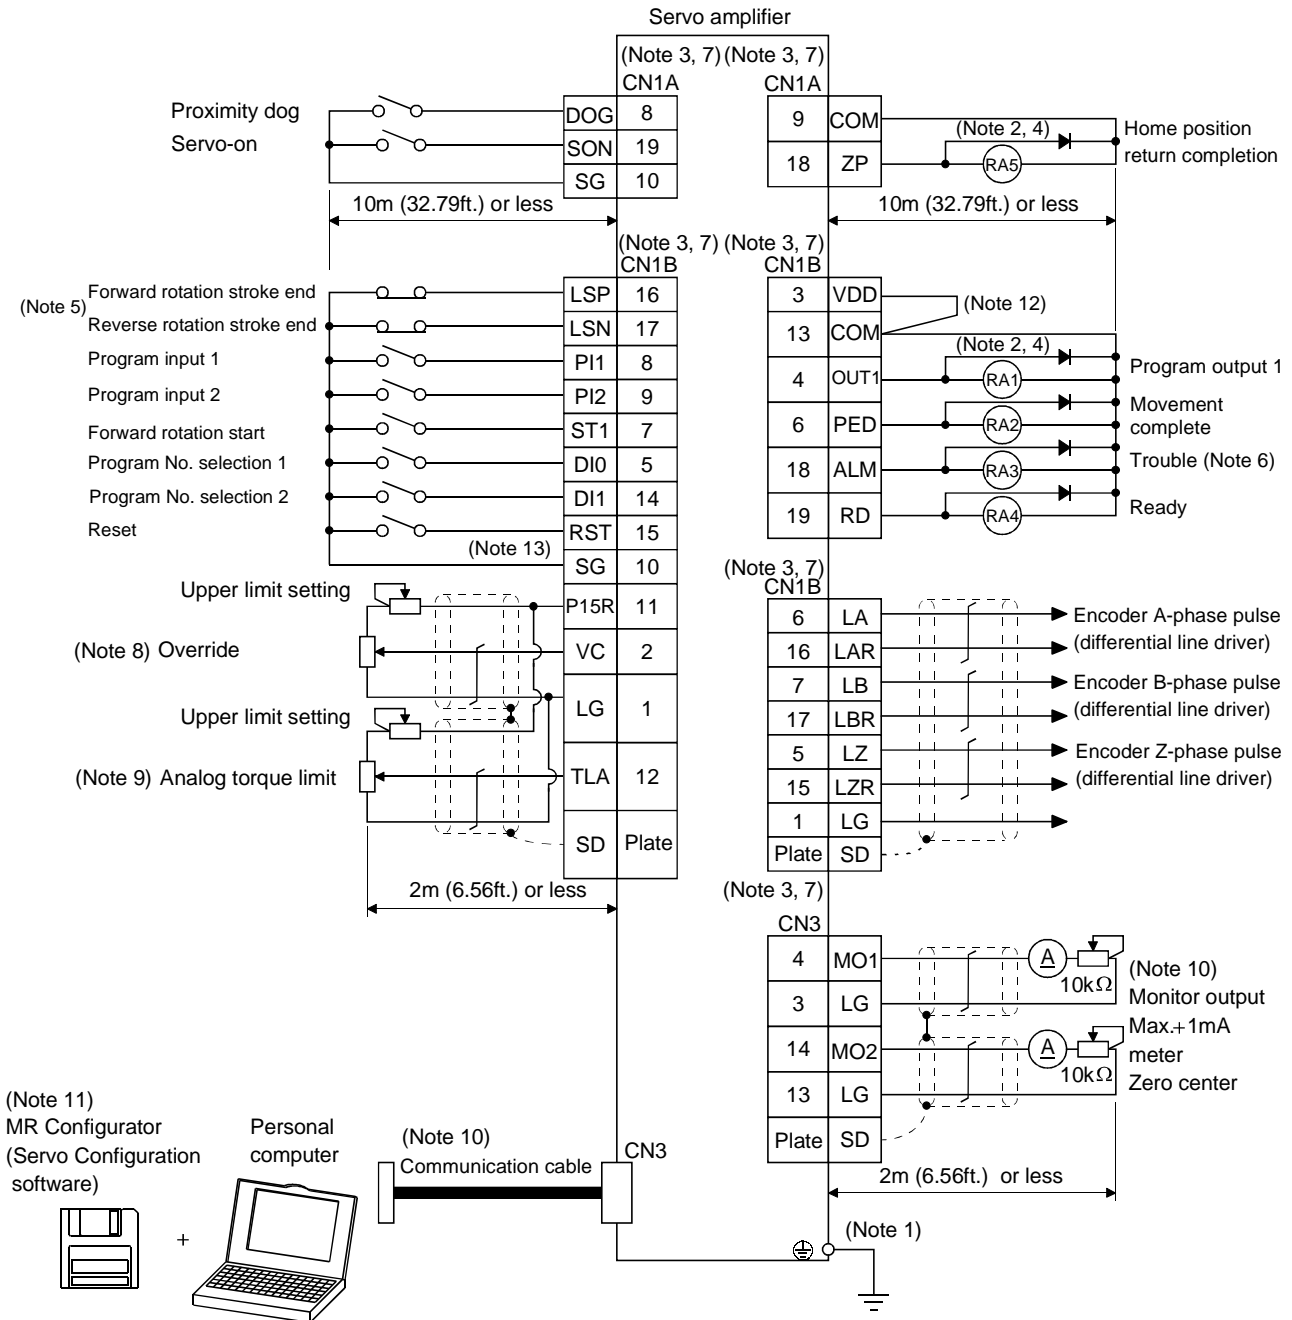 Servo amplifier
(Note 3, 7) (Note 3, 7)
CN1A
CN1A
Proximity dog
DOG 8
Servo-on
SON 19
SG 10
10m (32.79ft.) or less
9 COM
(Note 2, 4)
18 ZP
RA5
Home position
return completion
10m (32.79ft.) or less
(Note 3, 7) (Note 3, 7)
CN1B
CN1B
(Note 5)
Forward rotation stroke end
LSP 16
Reverse rotation stroke end
LSN 17
Program input 1
PI1 8
Program input 2
PI2 9
Forward rotation start
ST1 7
Program No. selection 1
DI0 5
Program No. selection 2
DI1 14
Reset
RST 15
(Note 13)
SG 10
Upper limit setting
P15R 11
(Note 8) Override
VC 2
LG 1
Upper limit setting
(Note 9) Analog torque limit
TLA 12
SD Plate
2m (6.56ft.) or less
3 VDD
(Note 12)
13 COM
(Note 2, 4)
4 OUT1
RA1
Program output 1
6 PED
RA2
Movement
complete
18 ALM
RA3
Trouble (Note 6)
19 RD
RA4
Ready
(Note 3, 7)
CN1B
6 LA
Encoder A-phase pulse
16 LAR
(differential line driver)
7 LB
Encoder B-phase pulse
17 LBR
(differential line driver)
5 LZ
Encoder Z-phase pulse
15 LZR
(differential line driver)
1 LG
Plate SD
(Note 3, 7)
CN3
4 MO1
A
10kΩ
3 LG
14 MO2
A
10kΩ
13 LG
Plate SD
(Note 10)
Monitor output
Max.+1mA
meter
Zero center
2m (6.56ft.) or less
(Note 11)
MR Configurator
(Servo Configuration
software)
+
Personal
computer
(Note 10)
Communication cable
CN3
(Note 1)